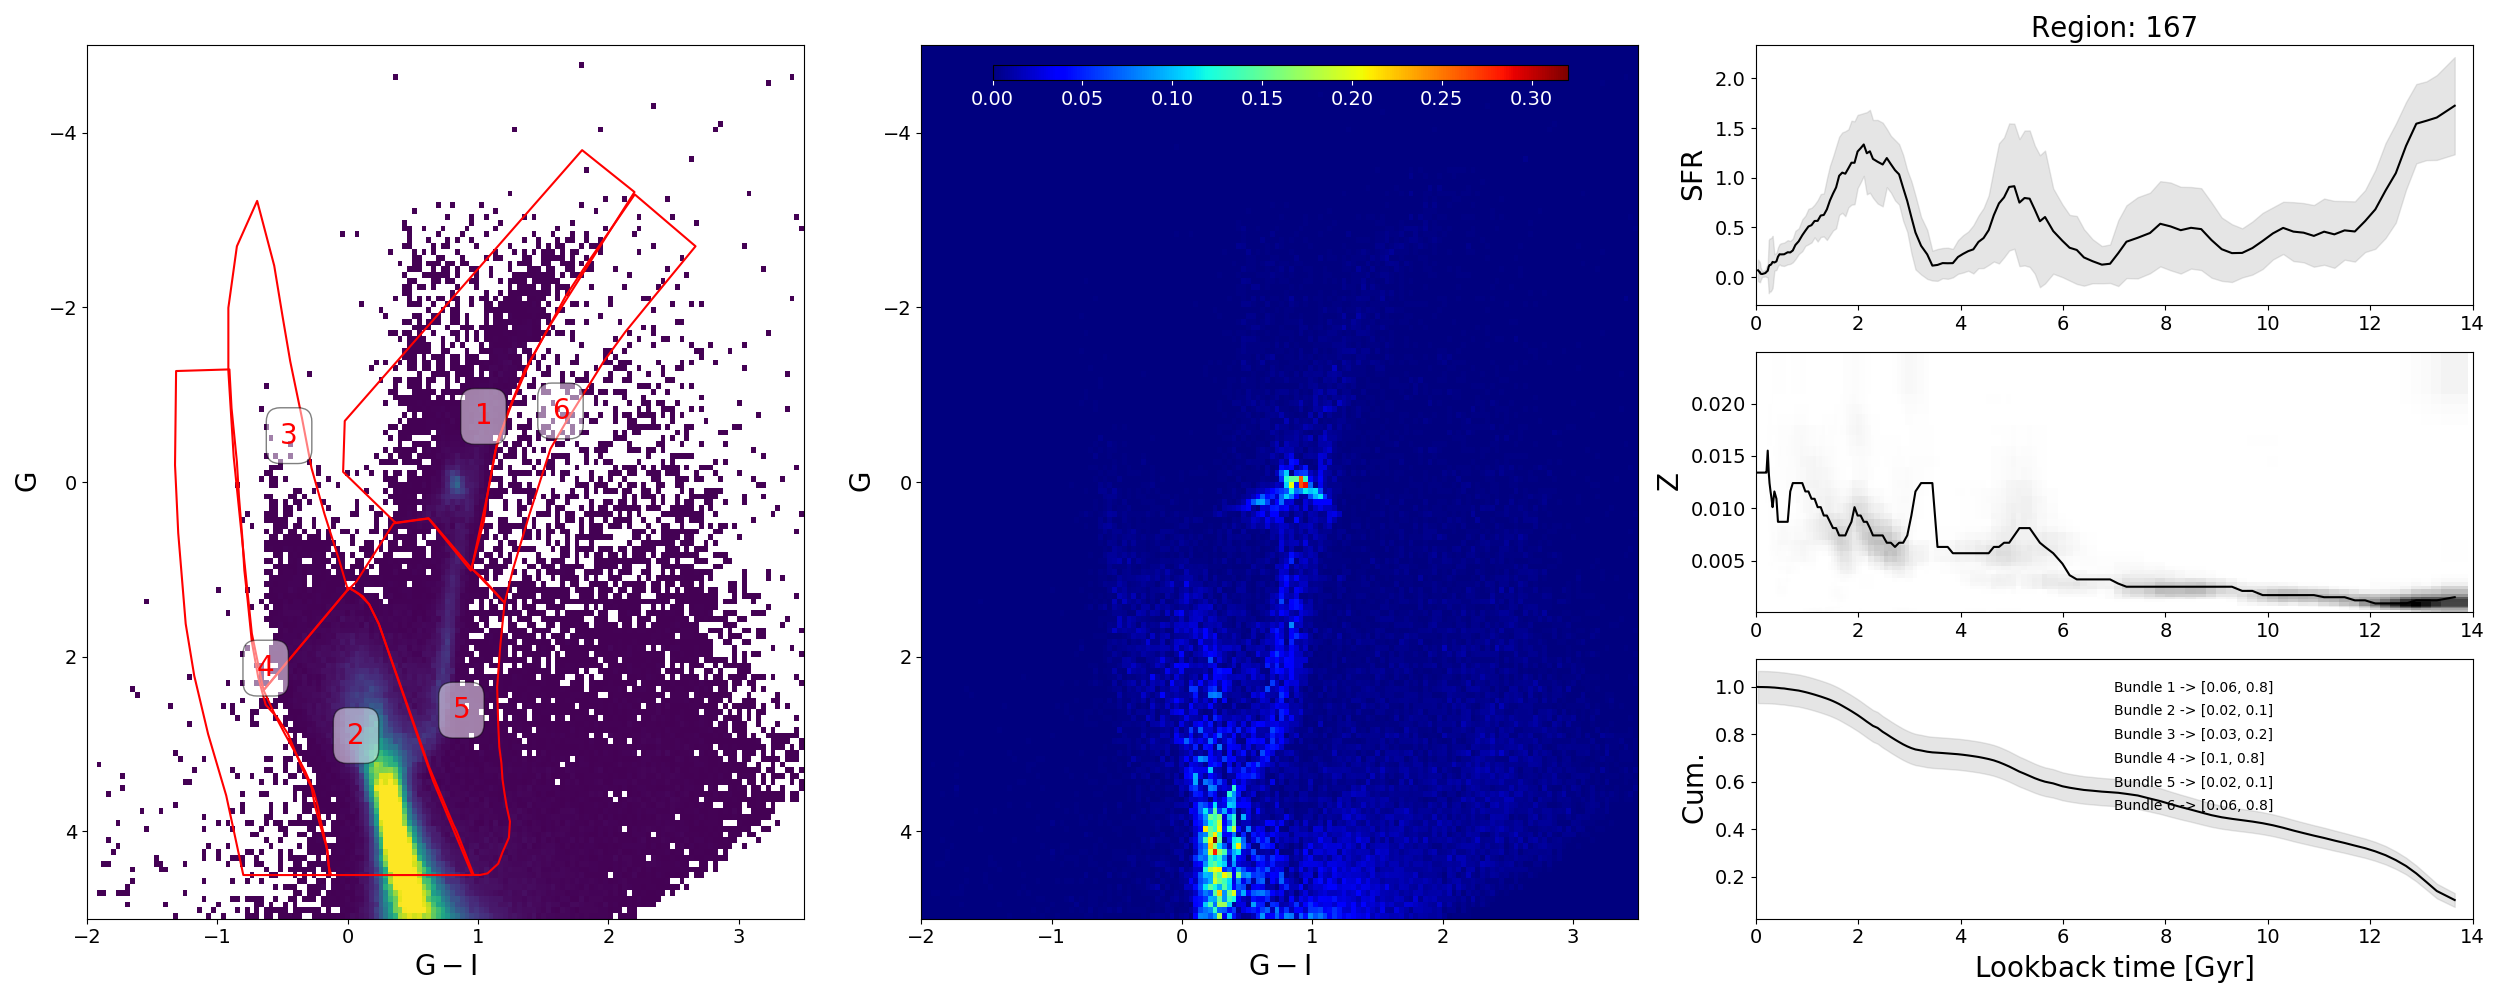 Region: 167
−4
−2
0
2
4
G
−2
−1
0
1
2
3
G − I
1
2
3
4
5
6
0.00 0.05 0.10 0.15 0.20 0.25 0.30
−4
−2
0
2
4
G
−2
−1
0
1
2
3
G − I
2.0
1.5
1.0
0.5
0.0
SFR
0 2 4 6 8 10 12 14
0.020
0.015
0.010
0.005
Z
0 2 4 6 8 10 12 14
1.0
0.8
0.6
0.4
0.2
Cum.
Bundle 1 -> [0.06, 0.8]
Bundle 2 -> [0.02, 0.1]
Bundle 3 -> [0.03, 0.2]
Bundle 4 -> [0.1, 0.8]
Bundle 5 -> [0.02, 0.1]
Bundle 6 -> [0.06, 0.8]
0 2 4 6 8 10 12 14
Lookback time [Gyr]